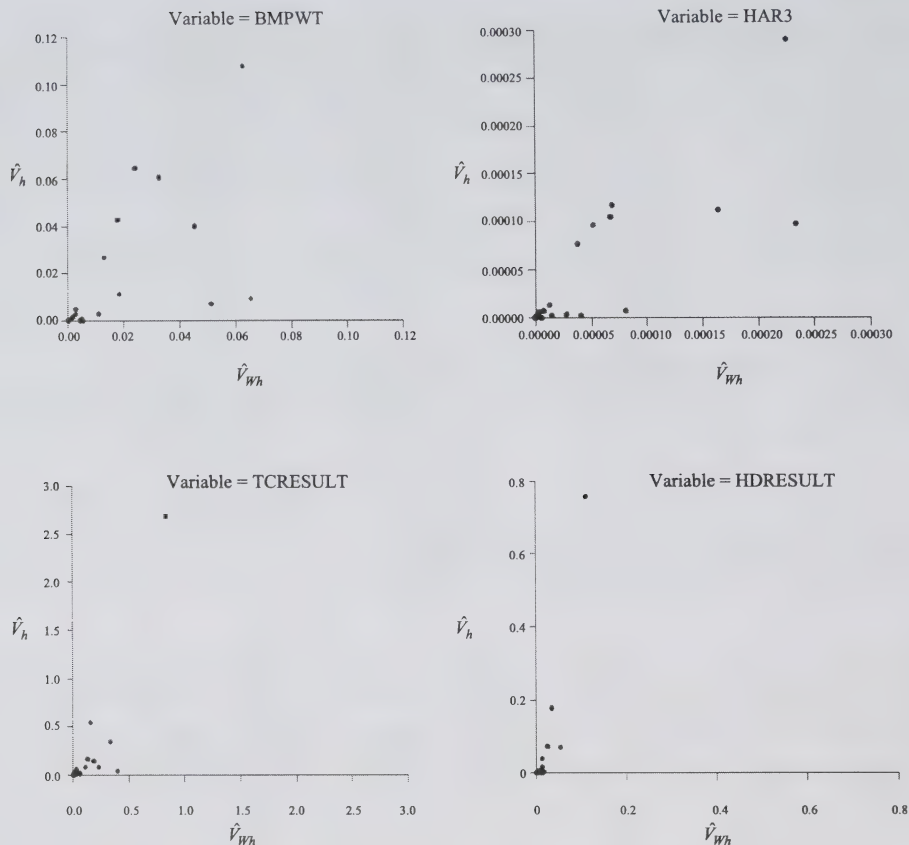 Variable = BMPWT
0.12
0.10
0.08
V̂h
0.06
0.04
0.02
0.00
0.00 0.02 0.04 0.06 0.08 0.10 0.12
V̂Wh
Variable = HAR3
0.00030
0.00025
0.00020
V̂h
0.00015
0.00010
0.00005
0.00000
0.00000 0.00005 0.00010 0.00015 0.00020 0.00025 0.00030
V̂Wh
Variable = TCRESULT
3.0
2.5
2.0
V̂h
1.5
1.0
0.5
0.0
0.0 0.5 1.0 1.5 2.0 2.5 3.0
V̂Wh
Variable = HDRESULT
0.8
0.6
V̂h
0.4
0.2
0
0 0.2 0.4 0.6 0.8
V̂Wh